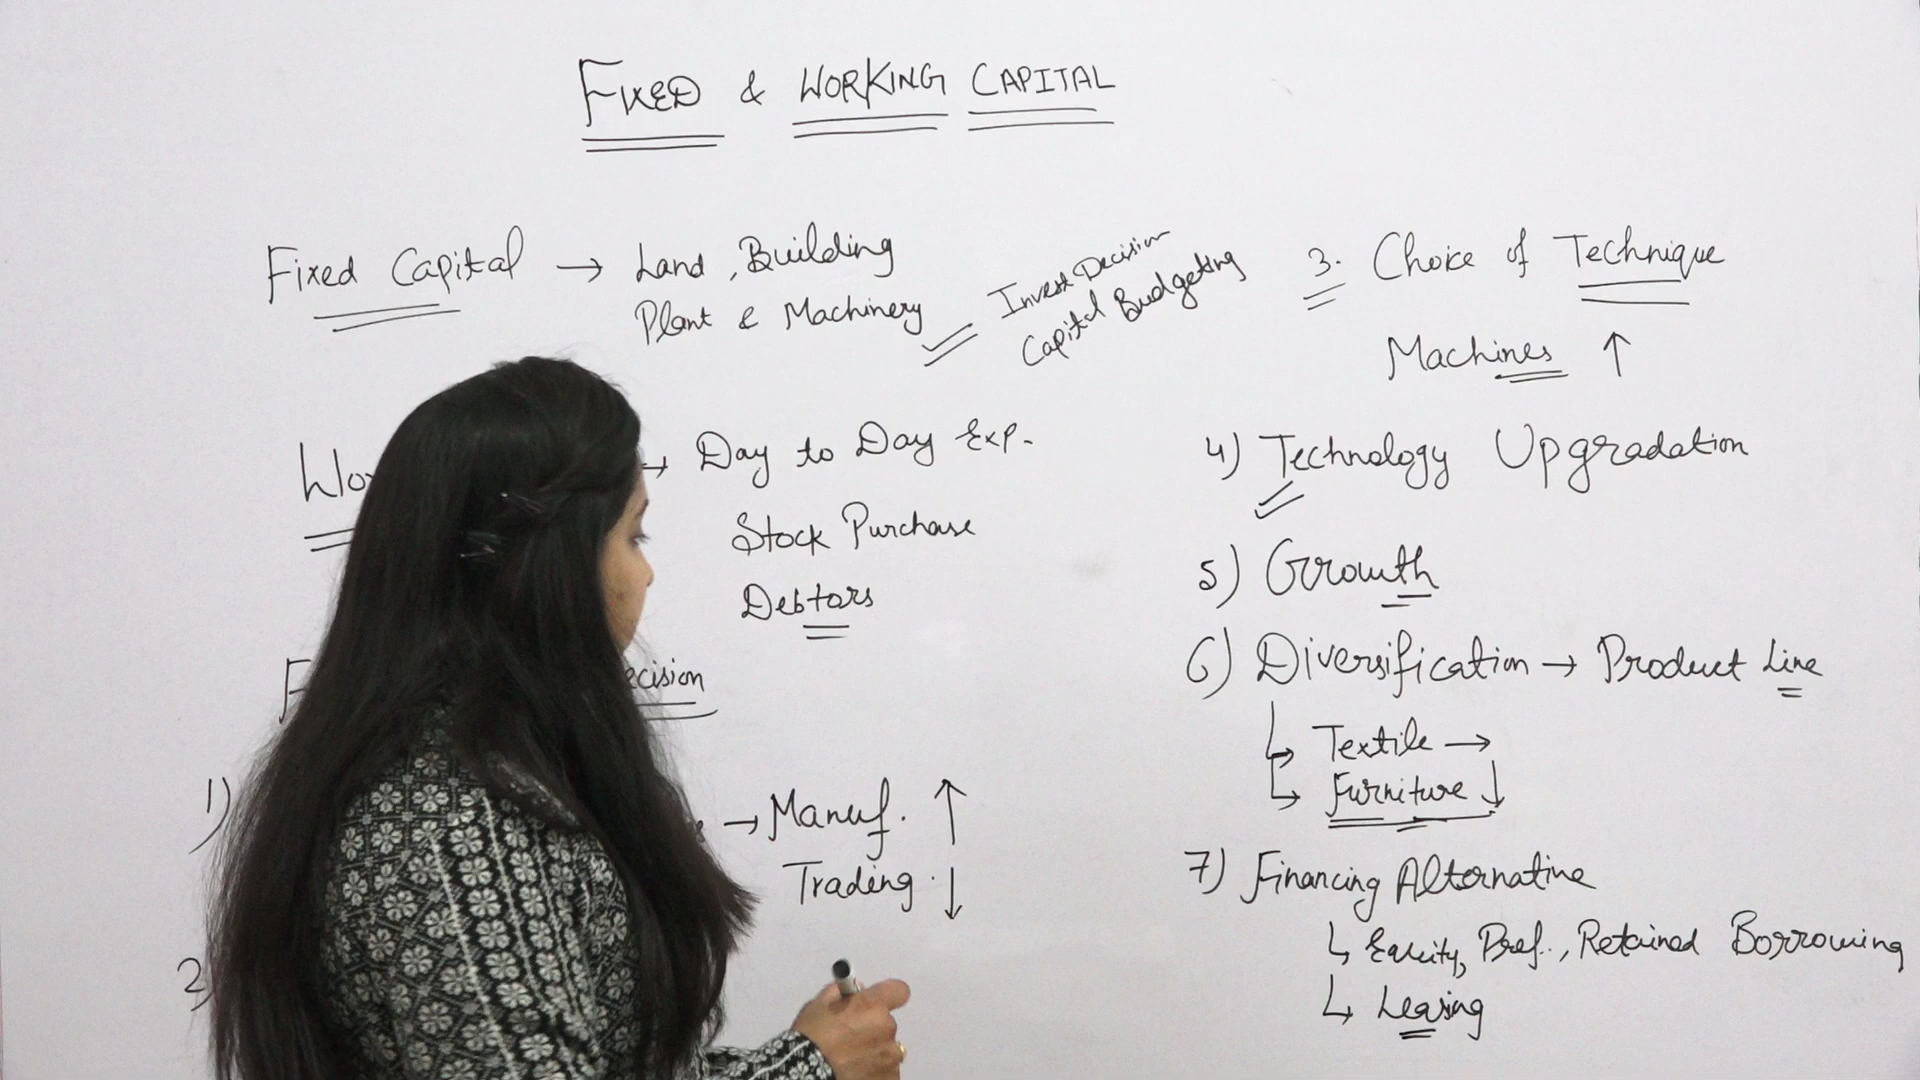 FIXED & WORKING CAPITAL
Fixed Capital → Land, Building
Plant & Machinery
Invest Decision
Capital Budgeting
→ Day to Day Exp.
Stock Purchase
Debtors
1)
→ Manuf. ↑
Trading. ↓
2)
3. Choice of Technique
Machines ↑
4) Technology Upgradation
5) Growth
6) Diversification → Product Line
↳ Textile →
↳ Furniture ↓
7) Financing Alternative
↳ Equity, Pref., Retained Borrowing
↳ Leasing